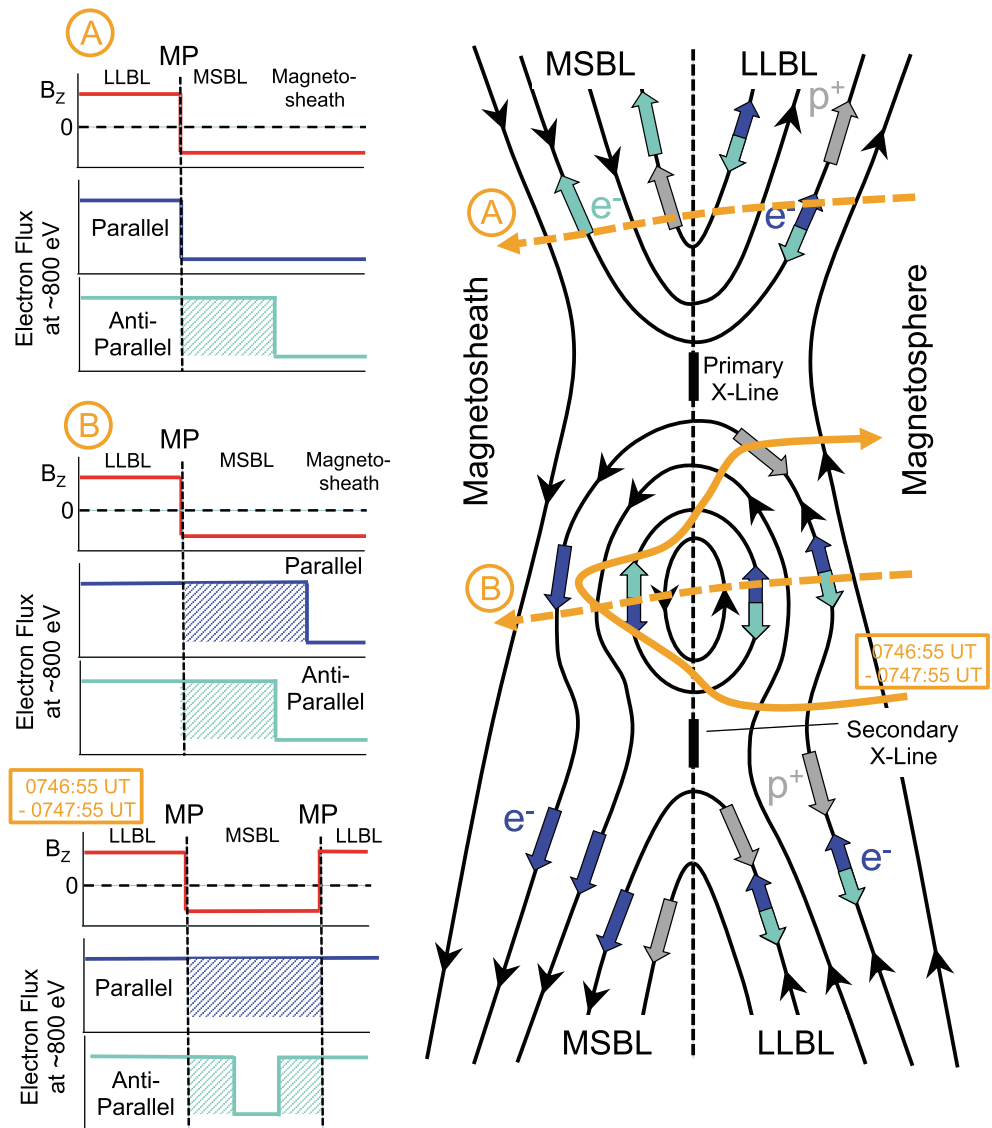 A
MP
LLBL
MSBL
Magneto-
sheath
BZ
0
Electron Flux
at ~800 eV
Parallel
Anti-
Parallel
B
MP
LLBL
MSBL
Magneto-
sheath
BZ
0
Electron Flux
at ~800 eV
Parallel
Anti-
Parallel
0746:55 UT
- 0747:55 UT
MP
MP
LLBL
MSBL
LLBL
BZ
0
Electron Flux
at ~800 eV
Parallel
Anti-
Parallel
MSBL
LLBL
p+
A
e-
e-
Magnetosheath
Magnetosphere
Primary
X-Line
B
0746:55 UT
- 0747:55 UT
Secondary
X-Line
p+
e-
e-
MSBL
LLBL